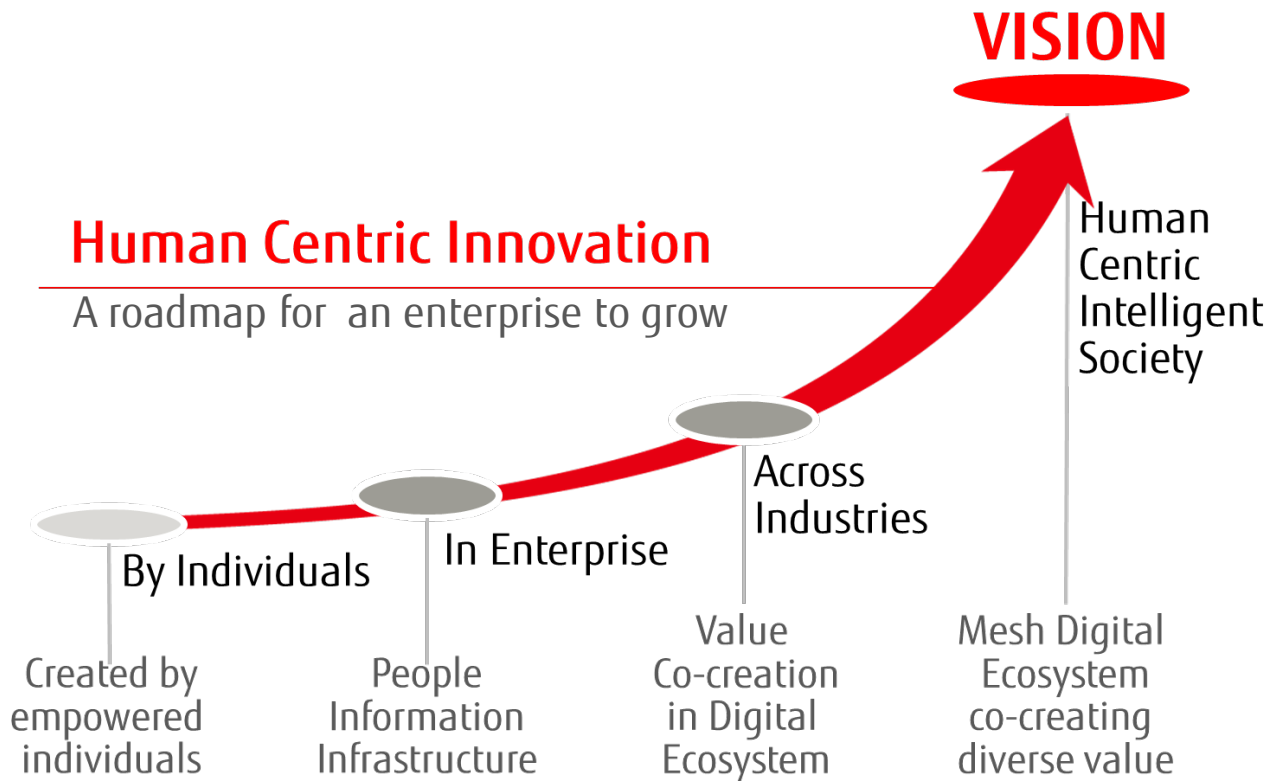 VISION
Human Centric Innovation
A roadmap for an enterprise to grow
Human
Centric
Intelligent
Society
Across
Industries
In Enterprise
By Individuals
Created by
empowered
individuals
People
Information
Infrastructure
Value
Co-creation
in Digital
Ecosystem
Mesh Digital
Ecosystem
co-creating
diverse value